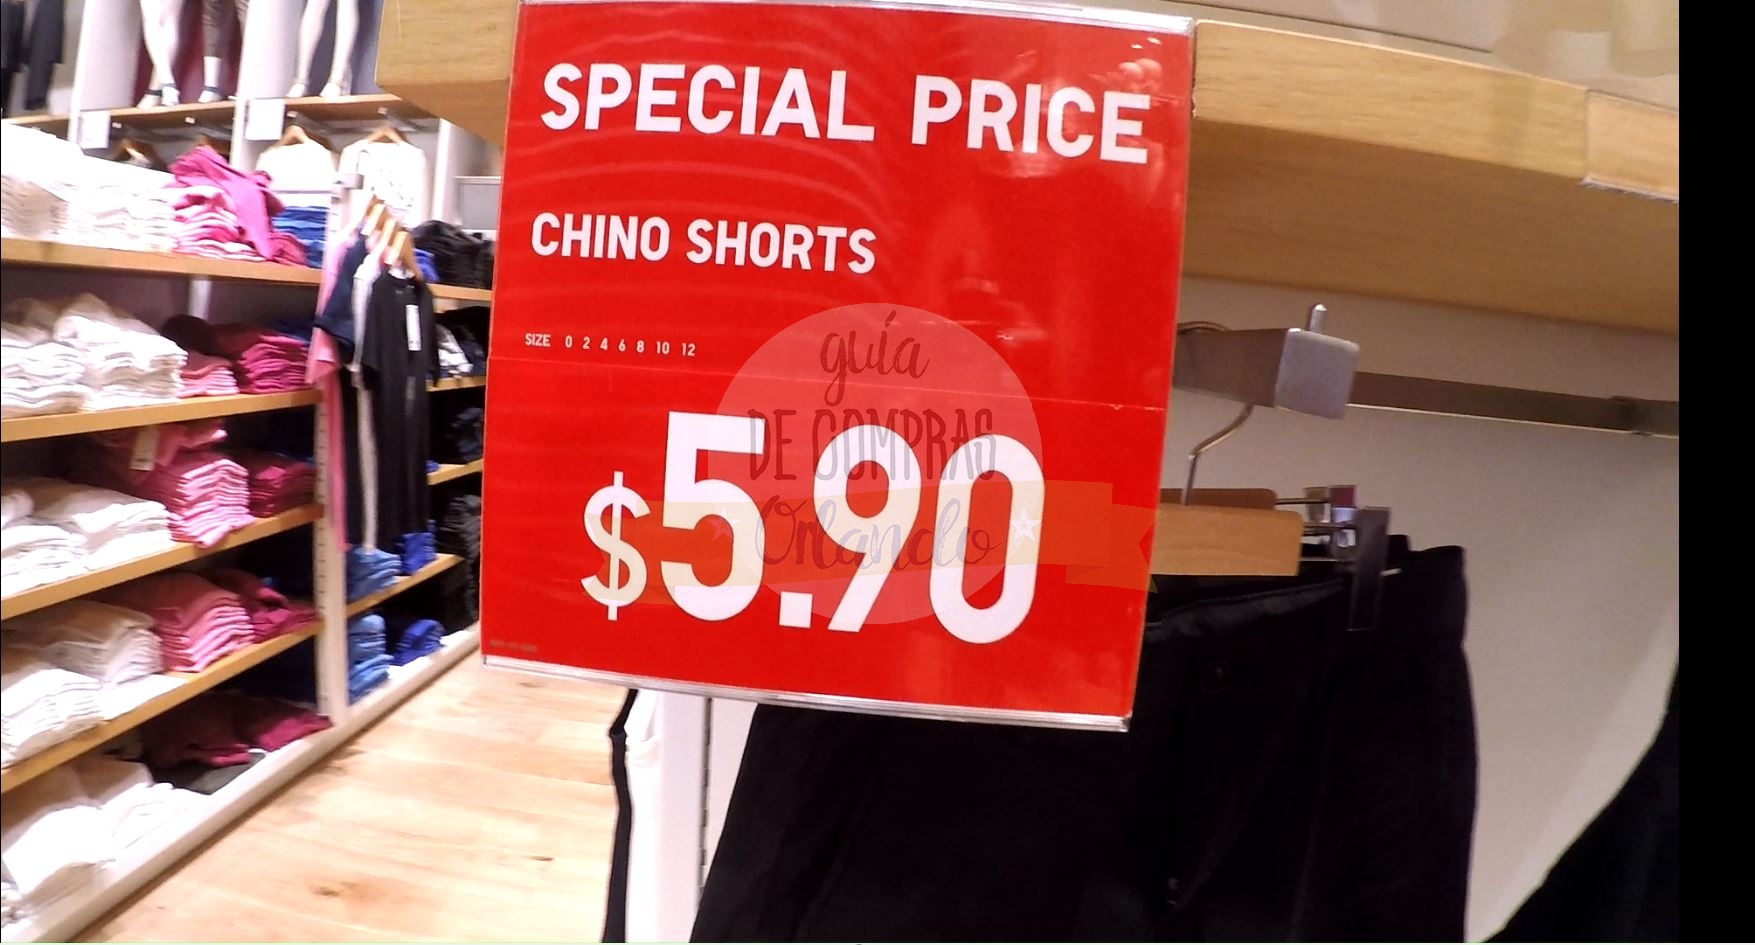 SPECIAL PRICE
CHINO SHORTS
SIZE 0 2 4 6 8 10 12
$5.90
guía
DE COMPRAS
Orlando